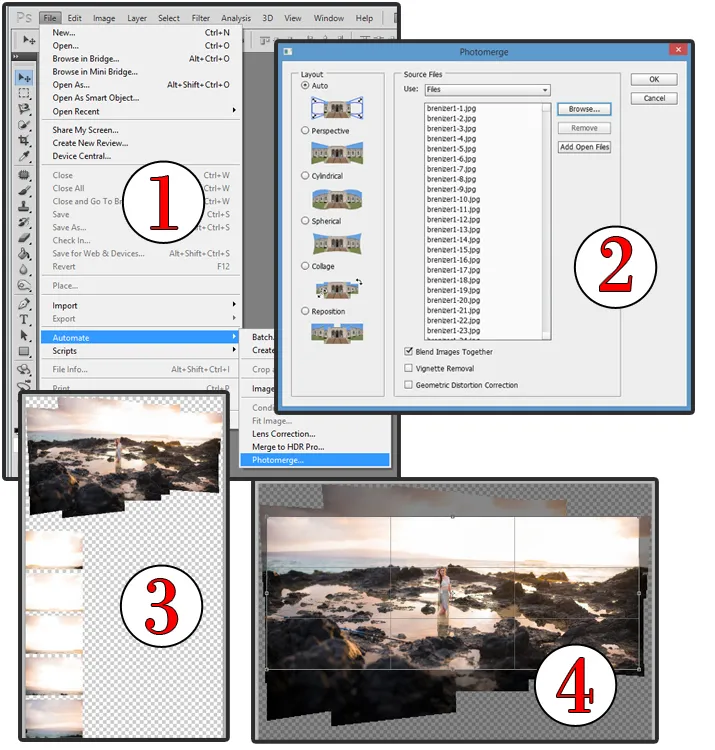 Ps File Edit Image Layer Select Filter Analysis 3D View Window Help
New... Ctrl+N
Open... Ctrl+O
Browse in Bridge... Alt+Ctrl+O
Browse in Mini Bridge...
Open As... Alt+Shift+Ctrl+O
Open As Smart Object...
Open Recent
Share My Screen...
Create New Review...
Device Central...
Close Ctrl+W
Close All Ctrl+W
Close and Go To Br Ctrl+W
Save Ctrl+S
Save As... Ctrl+S
Check In...
Save for Web & Devices... Alt+Shift+Ctrl+S
Revert F12
Place...
Import
Export
Automate
Scripts
File Info... Alt+Shift+Ctrl+I
Print... Ctrl+P
Batch.
Create
Crop a
Image
Condi
Fit Image...
Lens Correction...
Merge to HDR Pro...
Photomerge...
1
Photomerge
Layout
Auto
Perspective
Cylindrical
Spherical
Collage
Reposition
Source Files
Use: Files
brenizer1-1.jpg
brenizer1-2.jpg
brenizer1-3.jpg
brenizer1-4.jpg
brenizer1-5.jpg
brenizer1-6.jpg
brenizer1-7.jpg
brenizer1-8.jpg
brenizer1-9.jpg
brenizer1-10.jpg
brenizer1-11.jpg
brenizer1-12.jpg
brenizer1-13.jpg
brenizer1-14.jpg
brenizer1-15.jpg
brenizer1-16.jpg
brenizer1-17.jpg
brenizer1-18.jpg
brenizer1-19.jpg
brenizer1-20.jpg
brenizer1-21.jpg
brenizer1-22.jpg
brenizer1-23.jpg
Browse...
Remove
Add Open Files
OK
Cancel
Blend Images Together
Vignette Removal
Geometric Distortion Correction
2
3
4